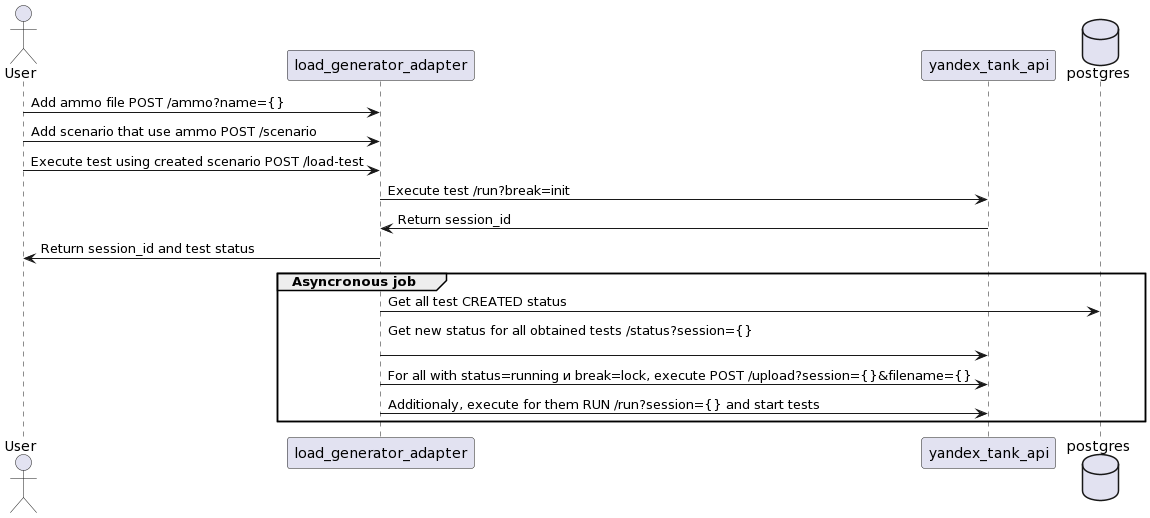 User
load_generator_adapter
yandex_tank_api
postgres
Add ammo file POST /ammo?name={}
Add scenario that use ammo POST /scenario
Execute test using created scenario POST /load-test
Execute test /run?break=init
Return session_id
Return session_id and test status
Asyncronous job
Get all test CREATED status
Get new status for all obtained tests /status?session={}
For all with status=running и break=lock, execute POST /upload?session={}&filename={}
Additionaly, execute for them RUN /run?session={} and start tests
User
load_generator_adapter
yandex_tank_api
postgres